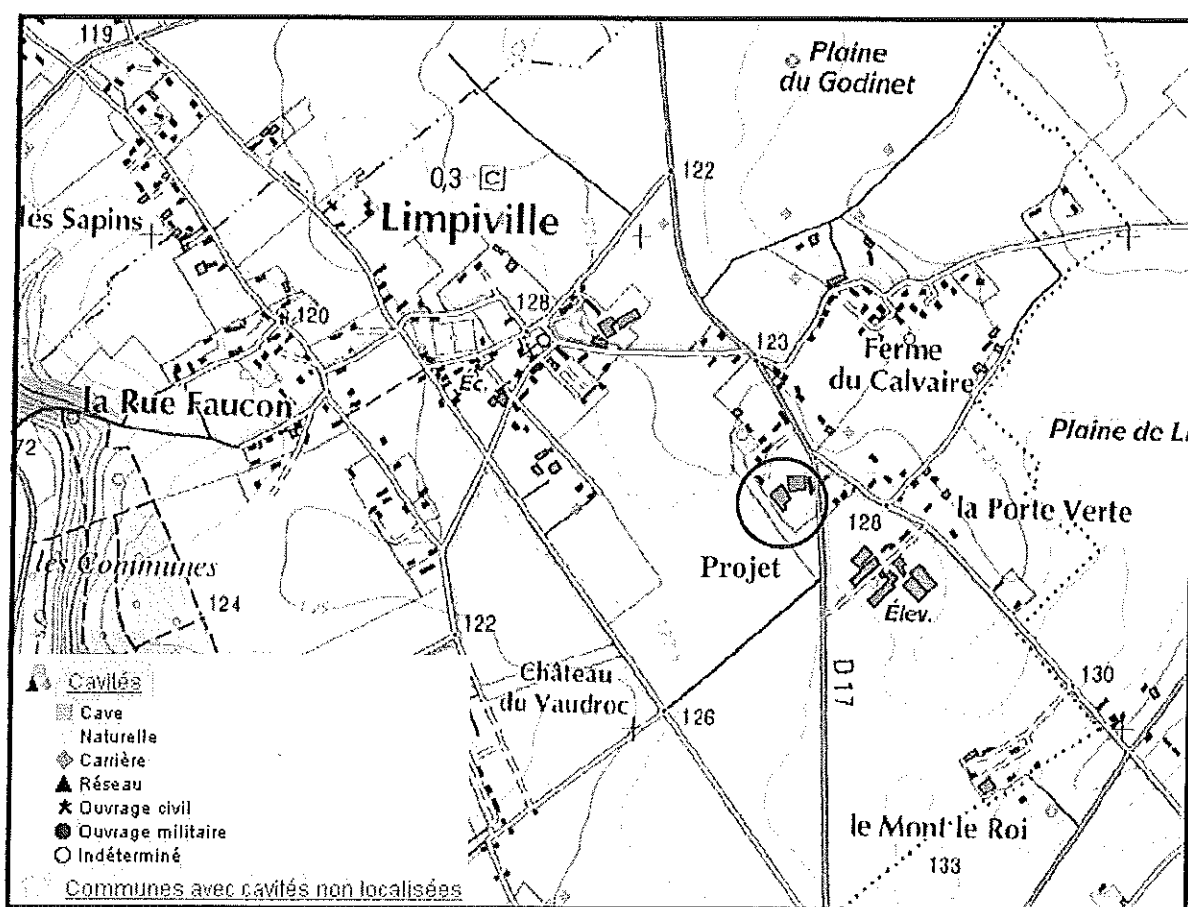 119
Plaine
du Godinet
0,3 C
122
les Sapins
Limpiville
128
120
123
Ferme
du Calvaire
Ec.
la Rue Faucon
Plaine de L
72
la Porte Verte
128
Projet
les Communes
124
Élev.
122
Château
du Vaudroc
D 17
130
126
Cavités
Cave
Naturelle
Carrière
Réseau
Ouvrage civil
Ouvrage militaire
Indéterminé
Communes avec cavités non localisées
le Mont le Roi
133